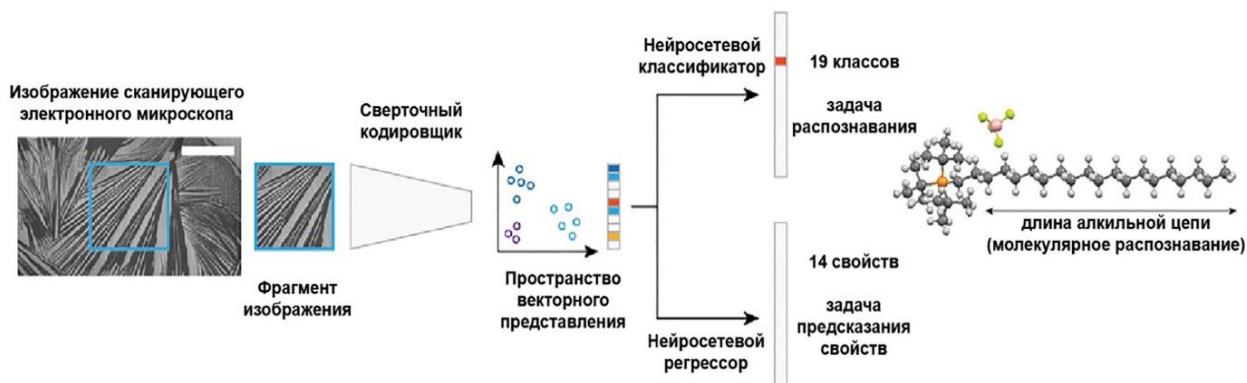 Изображение сканирующего
электронного микроскопа
Фрагмент
изображения
Сверточный
кодировщик
Пространство
векторного
представления
Нейросетевой
классификатор
19 классов
задача
распознавания
Нейросетевой
регрессор
14 свойств
задача
предсказания
свойств
длина алкильной цепи
(молекулярное распознавание)